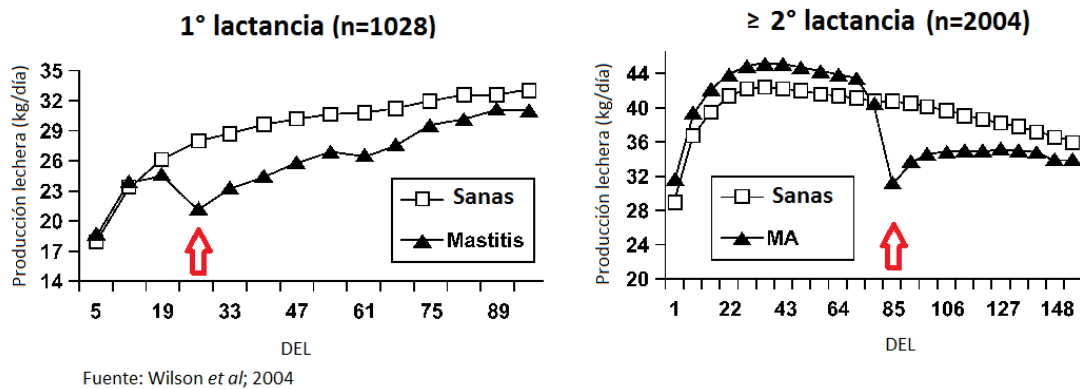 1° lactancia (n=1028)
Producción lechera (kg/día)
35
32
29
26
23
20
17
14
Sanas
Mastitis
5 19 33 47 61 75 89
DEL
Fuente: Wilson et al; 2004
≥ 2° lactancia (n=2004)
Producción lechera (kg/día)
44
40
36
32
28
24
20
Sanas
MA
1 22 43 64 85 106 127 148
DEL